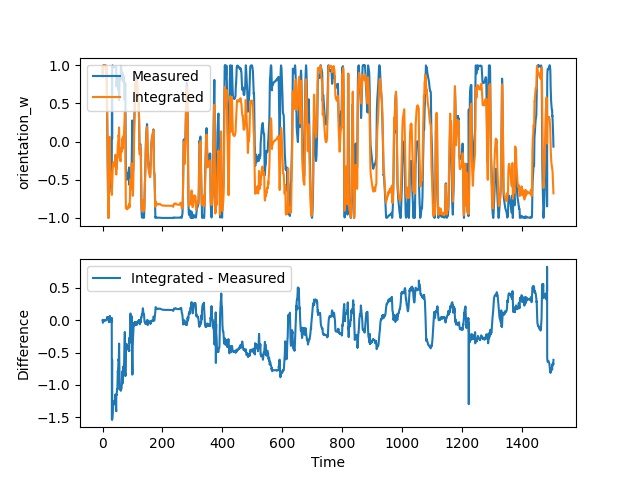 orientation_w
1.0
0.5
0.0
−0.5
−1.0
Measured
Integrated
Difference
0.5
0.0
−0.5
−1.0
−1.5
Integrated - Measured
0 200 400 600 800 1000 1200 1400
Time